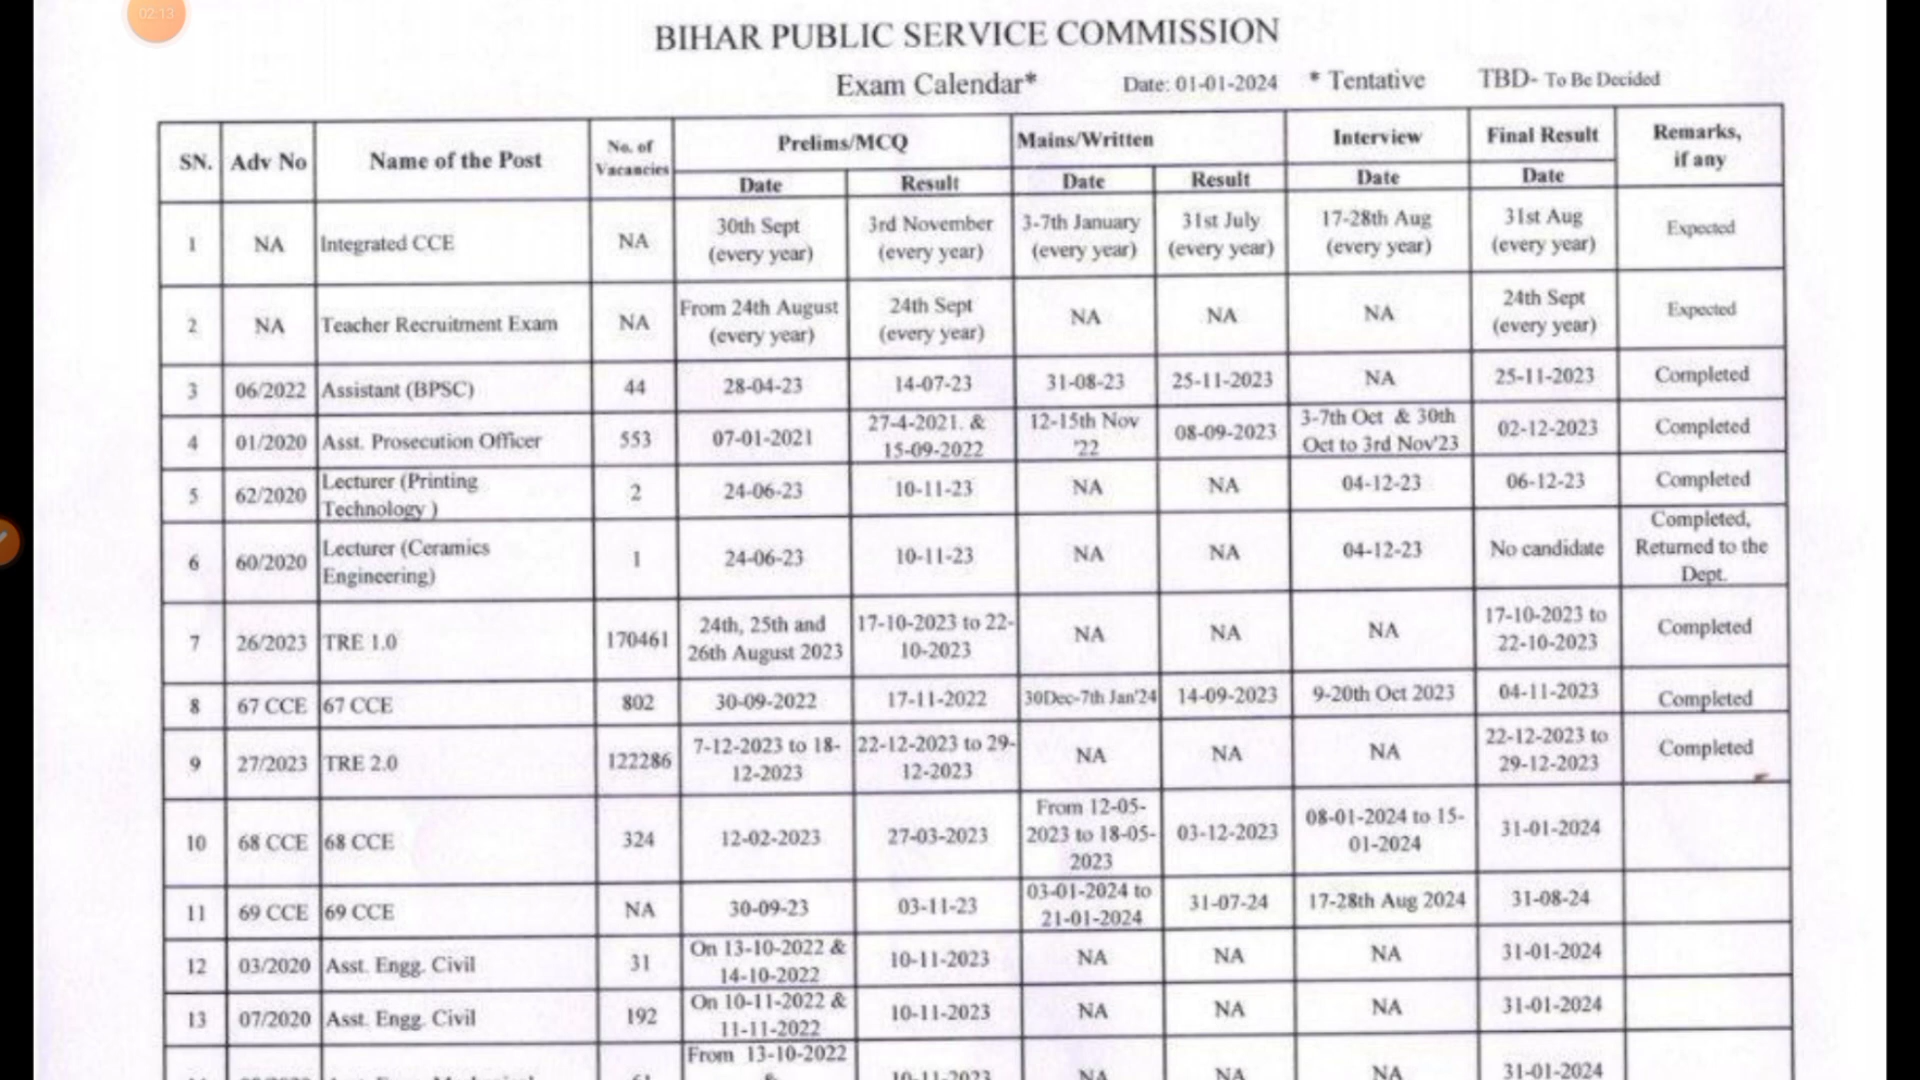 02:13
BIHAR PUBLIC SERVICE COMMISSION
Exam Calendar* Date: 01-01-2024 * Tentative TBD- To Be Decided
SN. Adv No Name of the Post No. of Vacancies Prelims/MCQ Mains/Written Interview Final Result Remarks, if any
Date Result Date Result Date Date
1 NA Integrated CCE NA 30th Sept (every year) 3rd November (every year) 3-7th January (every year) 31st July (every year) 17-28th Aug (every year) 31st Aug (every year) Expected
2 NA Teacher Recruitment Exam NA From 24th August (every year) 24th Sept (every year) NA NA NA 24th Sept (every year) Expected
3 06/2022 Assistant (BPSC) 44 28-04-23 14-07-23 31-08-23 25-11-2023 NA 25-11-2023 Completed
4 01/2020 Asst. Prosecution Officer 553 07-01-2021 27-4-2021. & 15-09-2022 12-15th Nov '22 08-09-2023 3-7th Oct & 30th Oct to 3rd Nov'23 02-12-2023 Completed
5 62/2020 Lecturer (Printing Technology ) 2 24-06-23 10-11-23 NA NA 04-12-23 06-12-23 Completed
6 60/2020 Lecturer (Ceramics Engineering) 1 24-06-23 10-11-23 NA NA 04-12-23 No candidate Completed, Returned to the Dept.
7 26/2023 TRE 1.0 170461 24th, 25th and 26th August 2023 17-10-2023 to 22-10-2023 NA NA NA 17-10-2023 to 22-10-2023 Completed
8 67 CCE 67 CCE 802 30-09-2022 17-11-2022 30Dec-7th Jan'24 14-09-2023 9-20th Oct 2023 04-11-2023 Completed
9 27/2023 TRE 2.0 122286 7-12-2023 to 18-12-2023 22-12-2023 to 29-12-2023 NA NA NA 22-12-2023 to 29-12-2023 Completed
10 68 CCE 68 CCE 324 12-02-2023 27-03-2023 From 12-05-2023 to 18-05-2023 03-12-2023 08-01-2024 to 15-01-2024 31-01-2024
11 69 CCE 69 CCE NA 30-09-23 03-11-23 03-01-2024 to 21-01-2024 31-07-24 17-28th Aug 2024 31-08-24
12 03/2020 Asst. Engg. Civil 31 On 13-10-2022 & 14-10-2022 10-11-2023 NA NA NA 31-01-2024
13 07/2020 Asst. Engg. Civil 192 On 10-11-2022 & 11-11-2022 10-11-2023 NA NA NA 31-01-2024
From 13-10-2022 & 10-11-2023 NA NA NA 31-01-2024